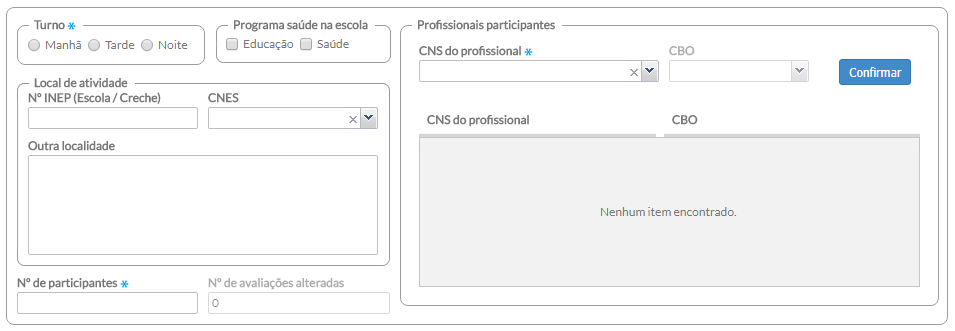 Turno *
Manhã Tarde Noite
Programa saúde na escola
Educação Saúde
Local de atividade
Nº INEP (Escola / Creche) CNES
Outra localidade
Nº de participantes * Nº de avaliações alteradas
0
Profissionais participantes
CNS do profissional * CBO
Confirmar
CNS do profissional CBO
Nenhum item encontrado.